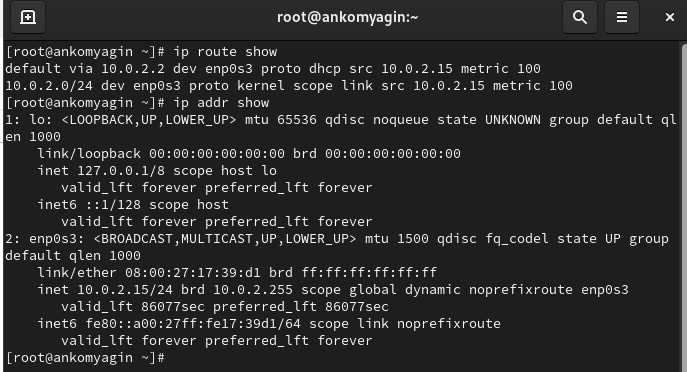 root@ankomyagin:~
[root@ankomyagin ~]# ip route show
default via 10.0.2.2 dev enp0s3 proto dhcp src 10.0.2.15 metric 100
10.0.2.0/24 dev enp0s3 proto kernel scope link src 10.0.2.15 metric 100
[root@ankomyagin ~]# ip addr show
1: lo: <LOOPBACK,UP,LOWER_UP> mtu 65536 qdisc noqueue state UNKNOWN group default ql
en 1000
    link/loopback 00:00:00:00:00:00 brd 00:00:00:00:00:00
    inet 127.0.0.1/8 scope host lo
       valid_lft forever preferred_lft forever
    inet6 ::1/128 scope host
       valid_lft forever preferred_lft forever
2: enp0s3: <BROADCAST,MULTICAST,UP,LOWER_UP> mtu 1500 qdisc fq_codel state UP group
default qlen 1000
    link/ether 08:00:27:17:39:d1 brd ff:ff:ff:ff:ff:ff
    inet 10.0.2.15/24 brd 10.0.2.255 scope global dynamic noprefixroute enp0s3
       valid_lft 86077sec preferred_lft 86077sec
    inet6 fe80::a00:27ff:fe17:39d1/64 scope link noprefixroute
       valid_lft forever preferred_lft forever
[root@ankomyagin ~]#